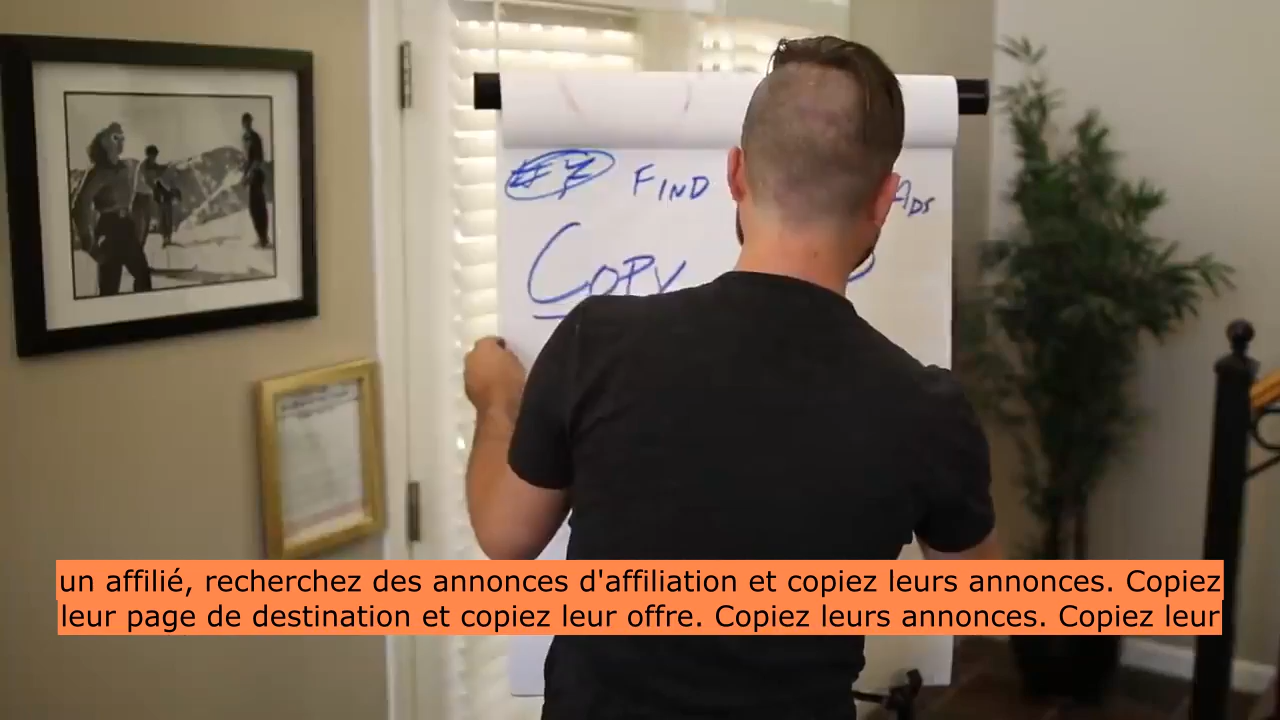 #7 FIND
ADS
COPY
un affilié, recherchez des annonces d'affiliation et copiez leurs annonces. Copiez
leur page de destination et copiez leur offre. Copiez leurs annonces. Copiez leur